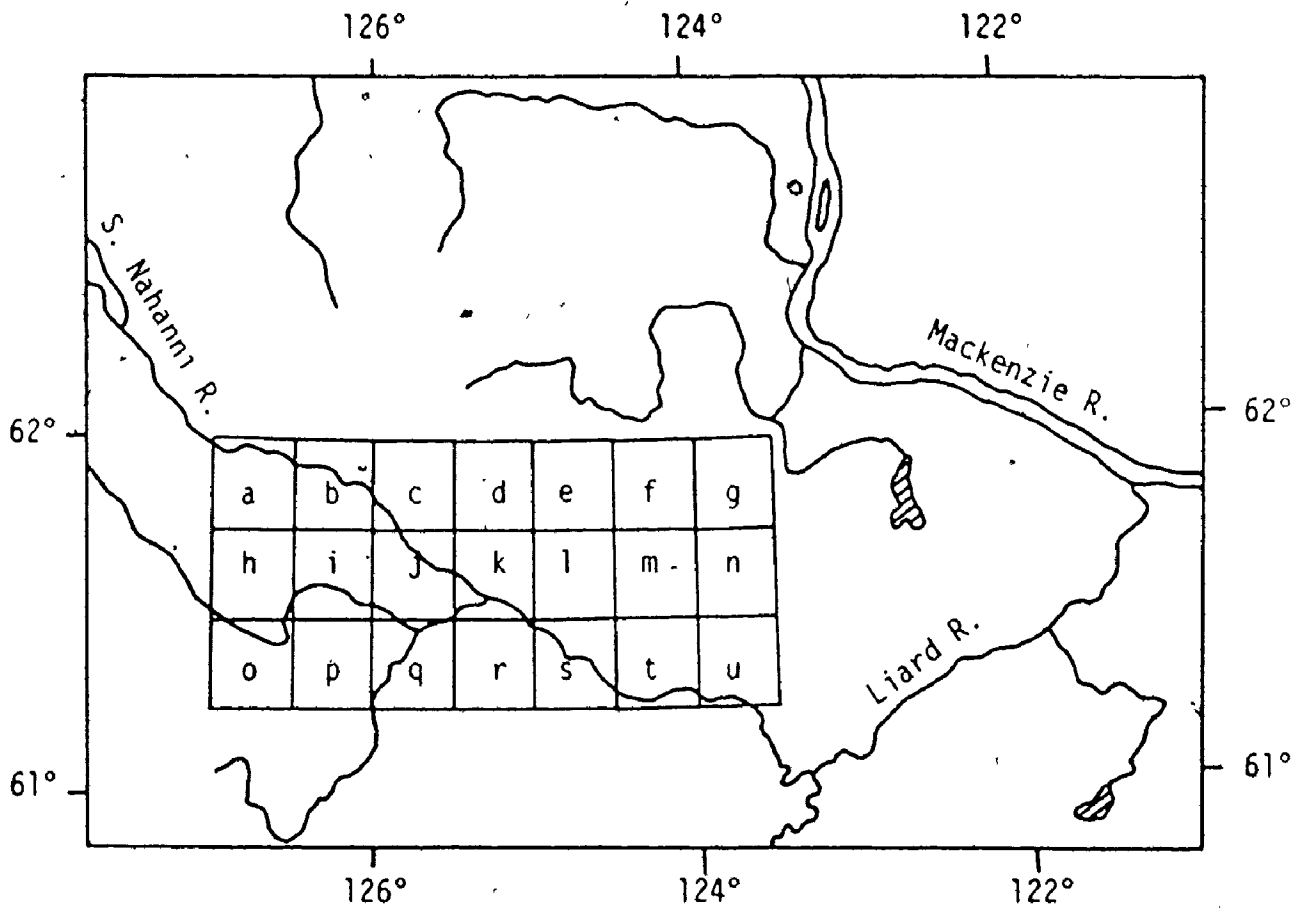 126° 124° 122°
S. Nahanni R.
Mackenzie R.
62° 62°
a b c d e f g
h i j k l m n
Liard R.
o p q r s t u
61° 61°
126° 124° 122°